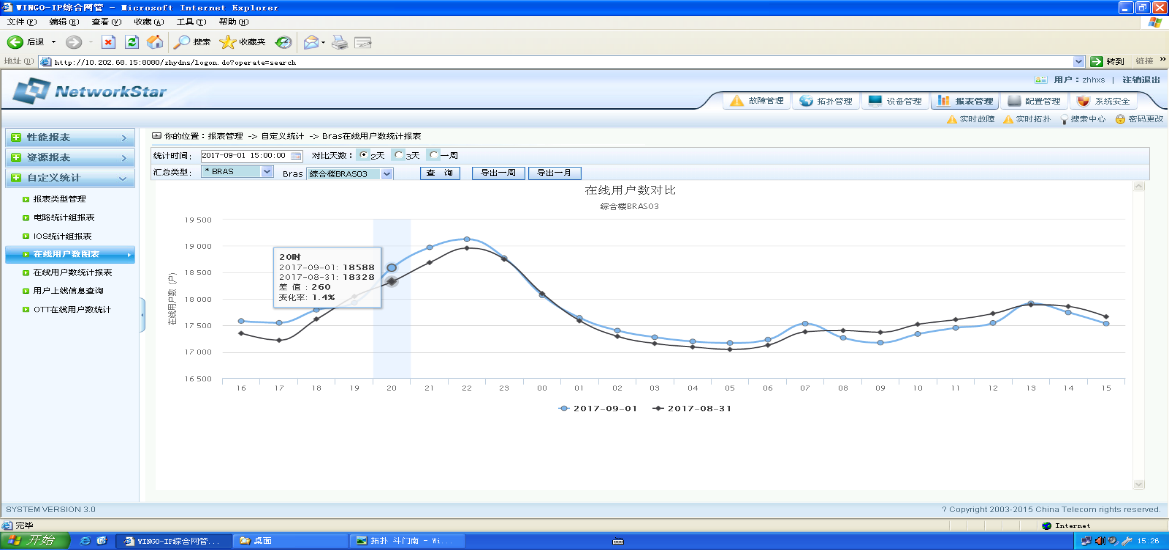 WINGO-IP综合网管 - Microsoft Internet Explorer
文件(F) 编辑(E) 查看(V) 收藏(A) 工具(T) 帮助(H)
后退 搜索 收藏夹
地址(D) http://10.202.68.15:8080/zhydns/logon.do?operate=search 转到 链接 »
用户：zhhxs | 注销退出
NetworkStar
故障管理 拓扑管理 设备管理 报表管理 配置管理 系统安全
实时故障 实时拓扑 搜索中心 密码更改
性能报表
资源报表
自定义统计
报表类型管理
电路统计组报表
IOS统计组报表
在线用户数图表
在线用户数统计报表
用户上线信息查询
OTT在线用户数统计
你的位置：报表管理 -> 自定义统计 ->Bras在线用户数统计报表
统计时间： 2017-09-01 15:00:00 对比天数： 2天 3天 一周
汇总类型： * BRAS Bras 综合楼BRAS03 查 询 导出一周 导出一月
在线用户数对比
综合楼BRAS03
在线用户数 (户)
19 500
19 000
18 500
18 000
17 500
17 000
16 500
20时
2017-09-01: 18588
2017-08-31: 18328
差 值 : 260
变化率: 1.4%
16 17 18 19 20 21 22 23 00 01 02 03 04 05 06 07 08 09 10 11 12 13 14 15
2017-09-01 2017-08-31
SYSTEM VERSION 3.0 ? Copyright 2003-2015 China Telecom rights reserved.
完毕 Internet
开始 WINGO-IP综合网管... 桌面 拓扑 斗门南 - Wi... 15:26